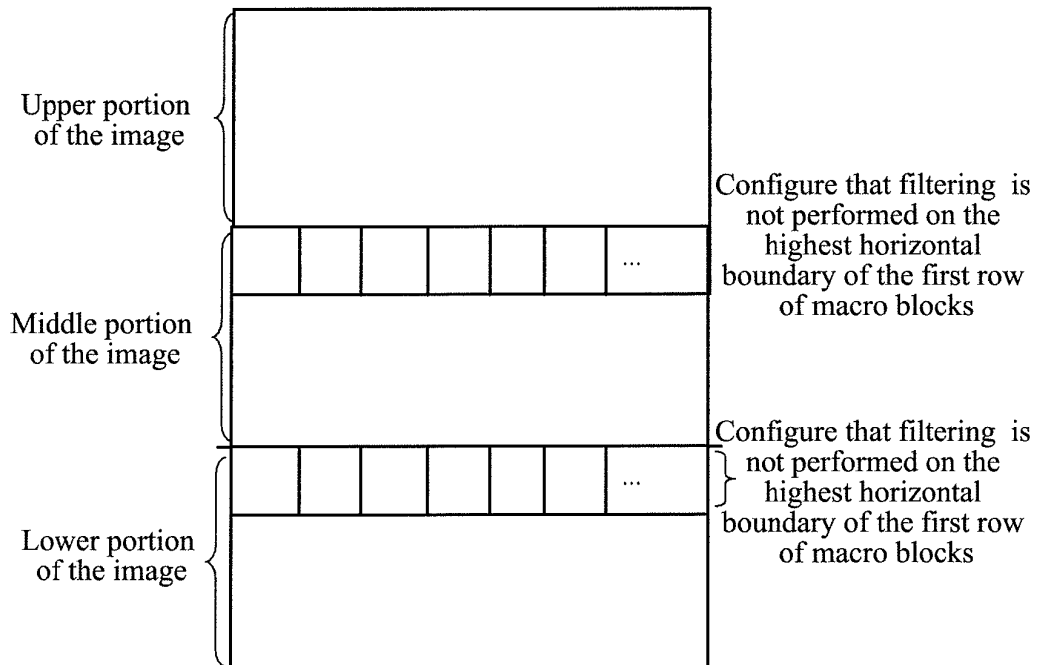 Upper portion
of the image
Configure that filtering is
not performed on the
highest horizontal
boundary of the first row
of macro blocks
...
Middle portion
of the image
Configure that filtering is
not performed on the
highest horizontal
boundary of the first row
of macro blocks
...
Lower portion
of the image